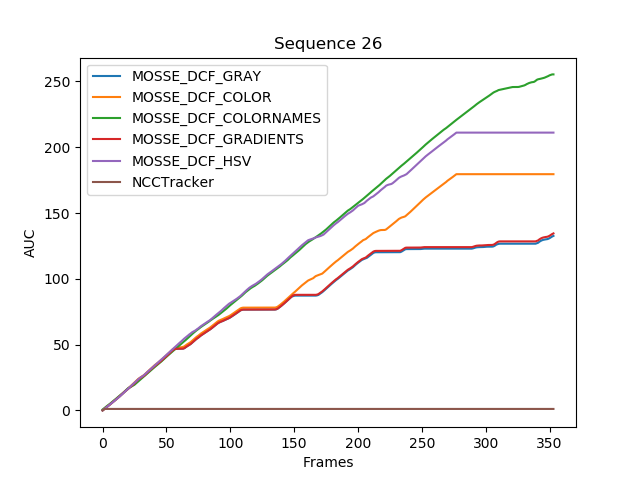 Sequence 26
MOSSE_DCF_GRAY
MOSSE_DCF_COLOR
MOSSE_DCF_COLORNAMES
MOSSE_DCF_GRADIENTS
MOSSE_DCF_HSV
NCCTracker
AUC
250
200
150
100
50
0
0 50 100 150 200 250 300 350
Frames